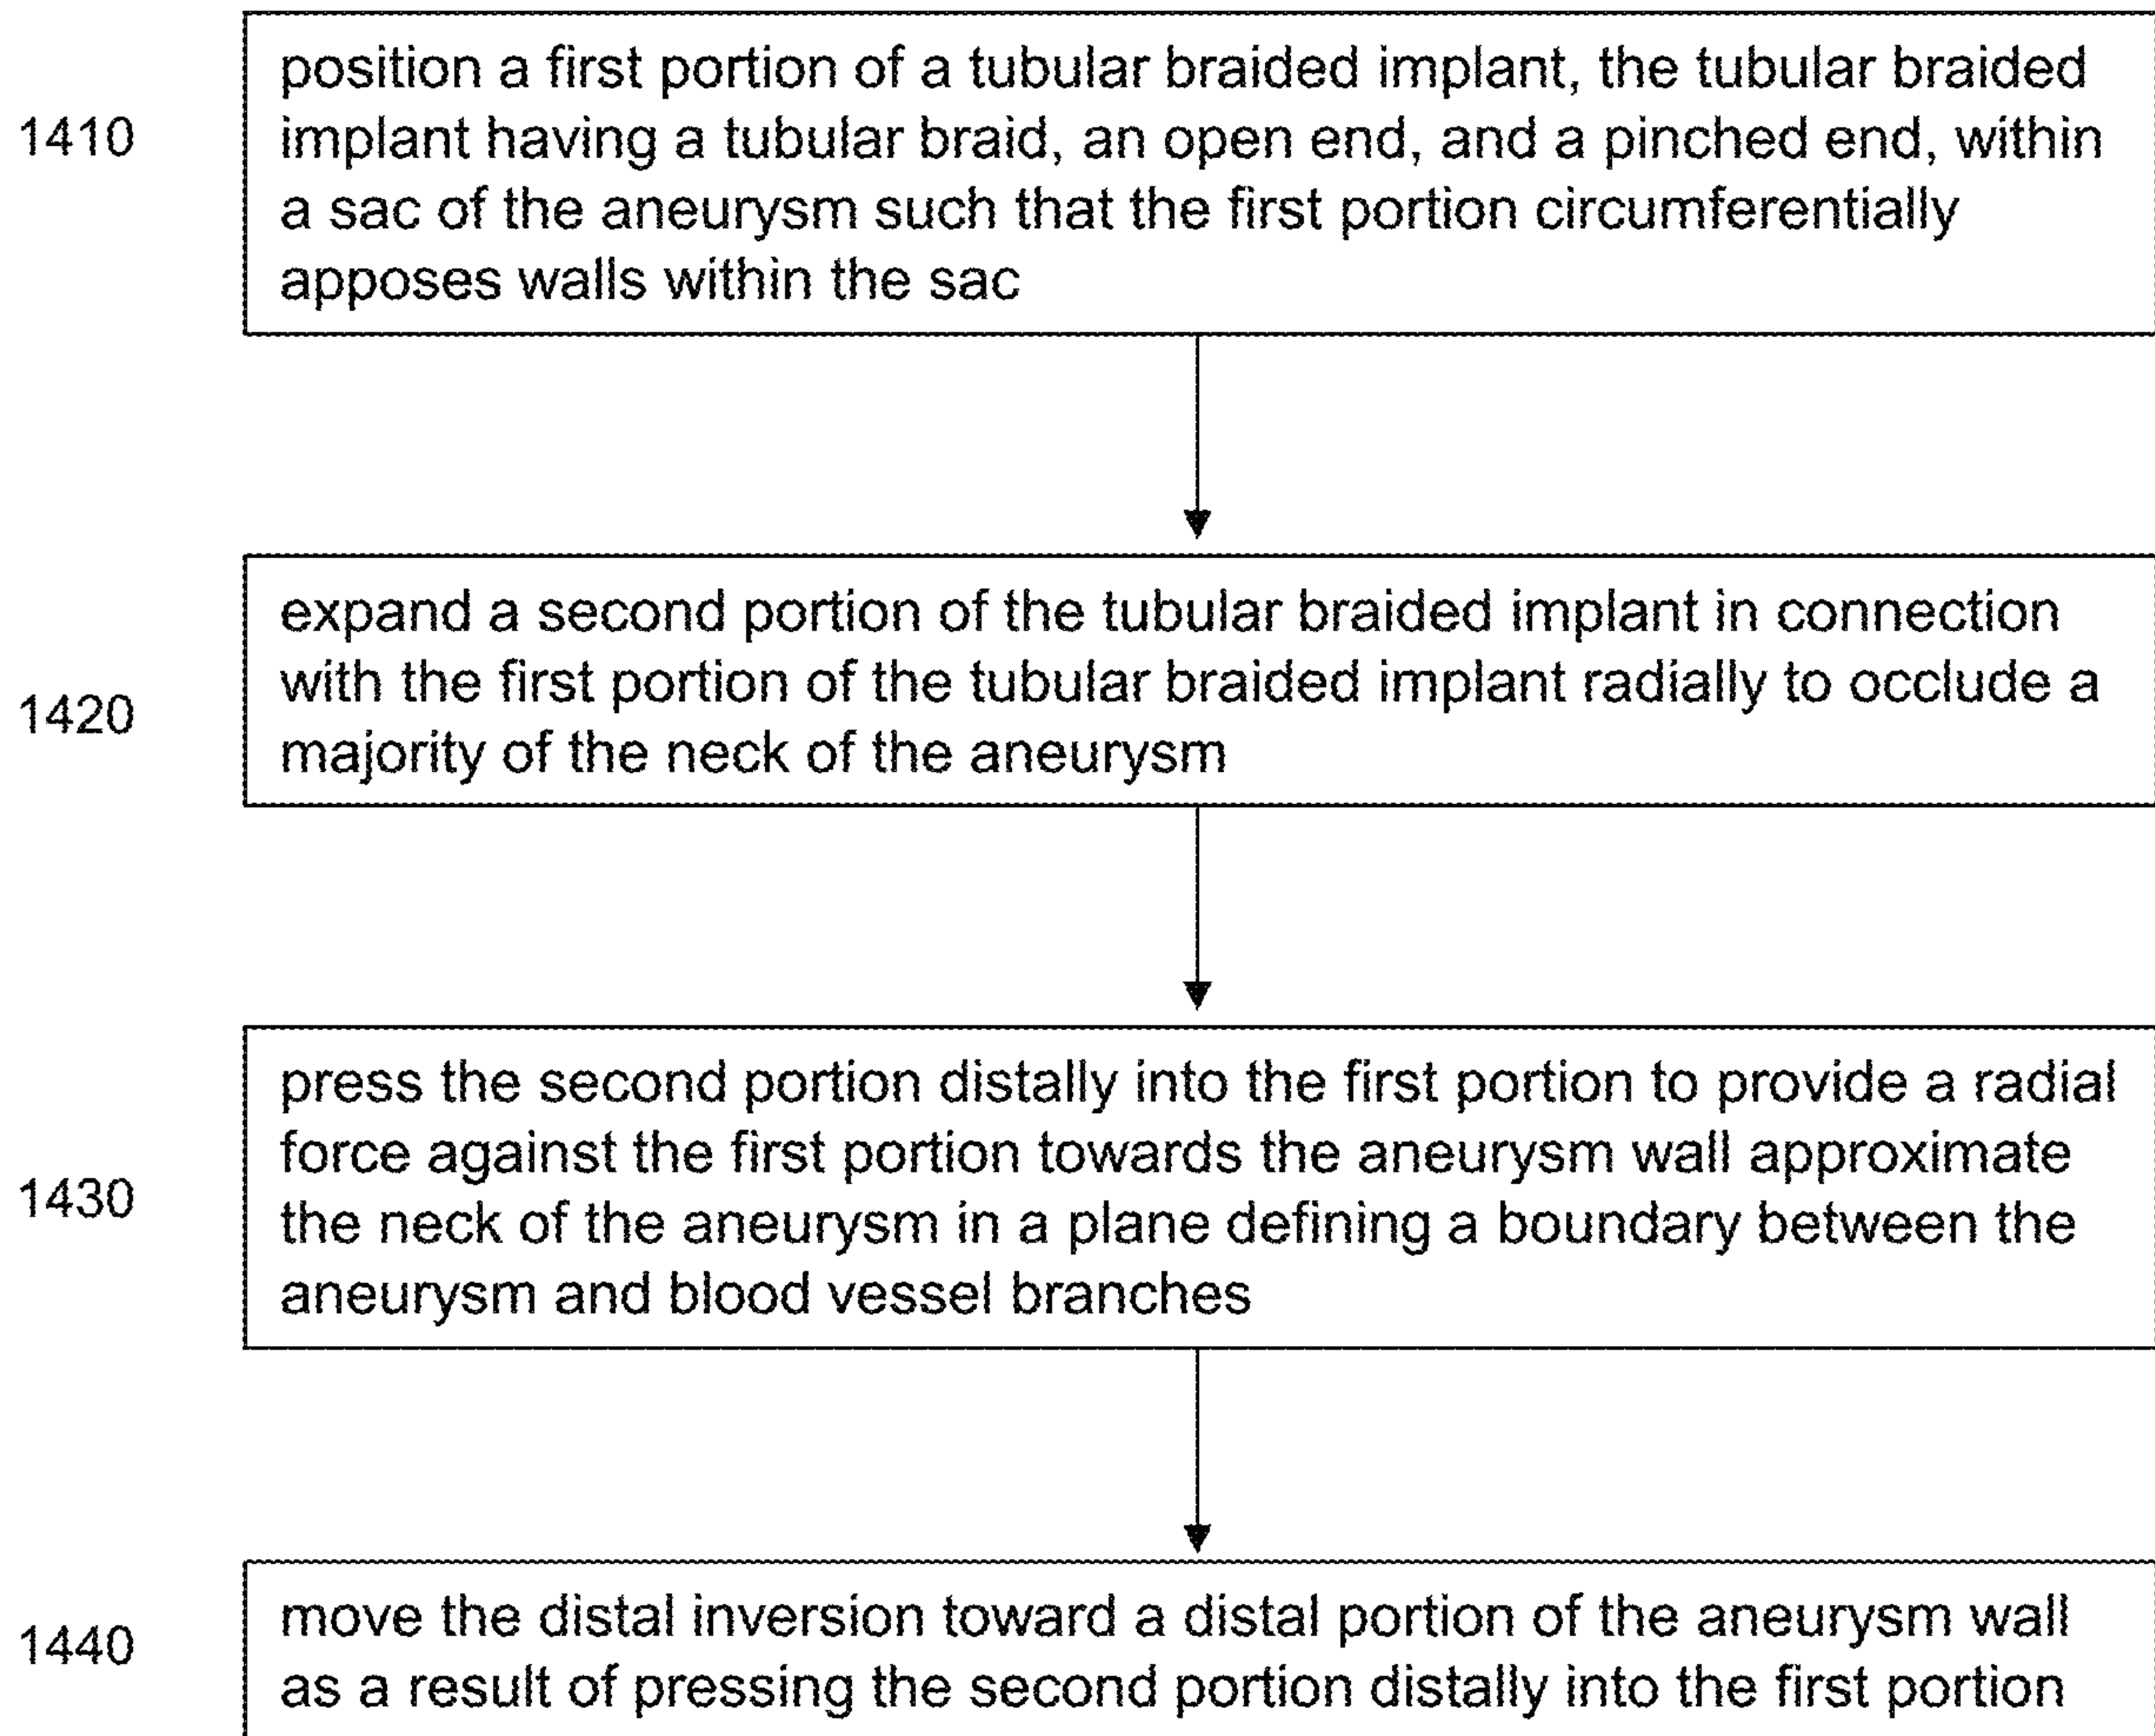 1410
position a first portion of a tubular braided implant, the tubular braided
implant having a tubular braid, an open end, and a pinched end, within
a sac of the aneurysm such that the first portion circumferentially
apposes walls within the sac
1420
expand a second portion of the tubular braided implant in connection
with the first portion of the tubular braided implant radially to occlude a
majority of the neck of the aneurysm
1430
press the second portion distally into the first portion to provide a radial
force against the first portion towards the aneurysm wall approximate
the neck of the aneurysm in a plane defining a boundary between the
aneurysm and blood vessel branches
1440
move the distal inversion toward a distal portion of the aneurysm wall
as a result of pressing the second portion distally into the first portion